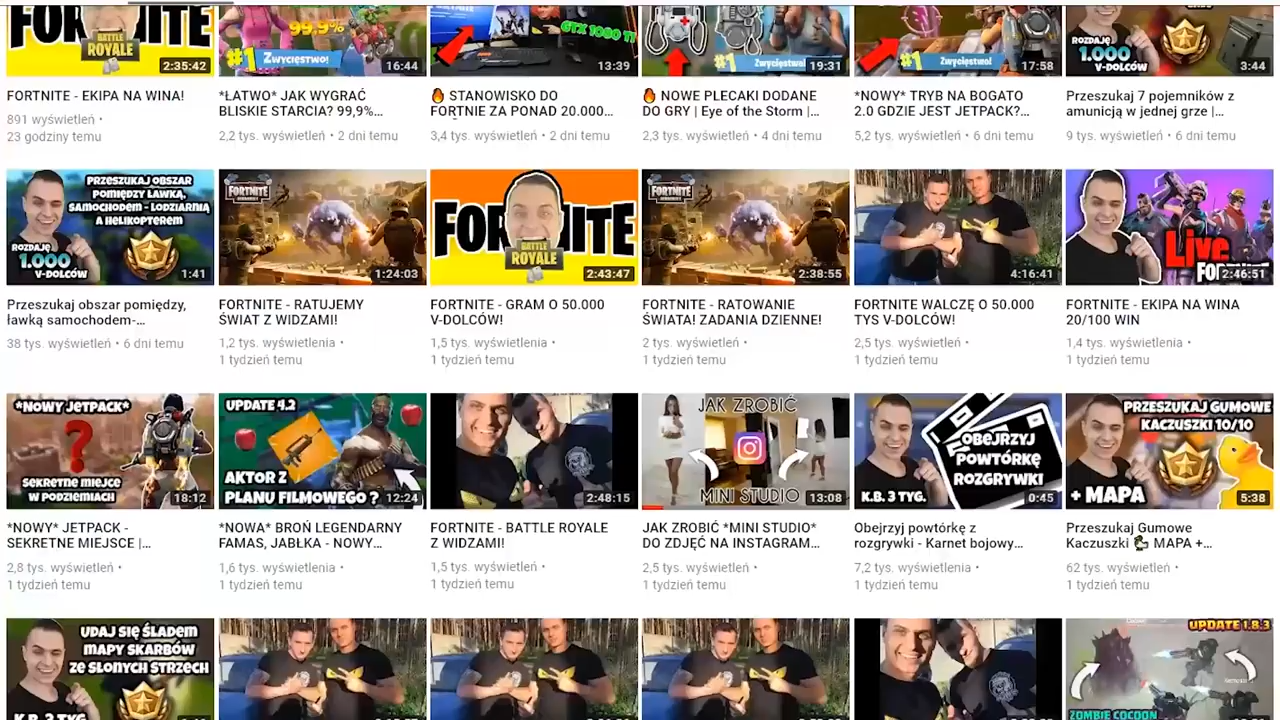 FORTNITE
BATTLE
ROYALE
2:35:42
99,9%
#1 Zwycięstwo!
16:44
GTX 1080 TI
13:39
#1 Zwycięstwo!
19:31
#1 Zwycięstwo!
17:58
ROZDAJĘ
1.000
V-DOLCÓW
3:44
FORTNITE - EKIPA NA WINA!
891 wyświetleń •
23 godziny temu
*ŁATWO* JAK WYGRAĆ
BLISKIE STARCIA? 99,9%...
2,2 tys. wyświetleń • 2 dni temu
🔥 STANOWISKO DO
FORTNIE ZA PONAD 20.000...
3,4 tys. wyświetleń • 2 dni temu
🔥 NOWE PLECAKI DODANE
DO GRY | Eye of the Storm |...
2,3 tys. wyświetleń • 4 dni temu
*NOWY* TRYB NA BOGATO
2.0 GDZIE JEST JETPACK?...
5,2 tys. wyświetleń • 6 dni temu
Przeszukaj 7 pojemników z
amunicją w jednej grze |...
9 tys. wyświetleń • 6 dni temu
PRZESZUKAJ OBSZAR
POMIĘDZY ŁAWKĄ,
SAMOCHODEM - LODZIARNIĄ
A HELIKOPTEREM
ROZDAJĘ
1.000
V-DOLCÓW
1:41
FORTNITE
1:24:03
FORTNITE
BATTLE
ROYALE
2:43:47
FORTNITE
2:38:55
4:16:41
Live
FORTNITE
2:46:51
Przeszukaj obszar pomiędzy,
ławką samochodem-...
38 tys. wyświetleń • 6 dni temu
FORTNITE - RATUJEMY
ŚWIAT Z WIDZAMI!
1,2 tys. wyświetlenia •
1 tydzień temu
FORTNITE - GRAM O 50.000
V-DOLCÓW!
1,5 tys. wyświetlenia •
1 tydzień temu
FORTNITE - RATOWANIE
ŚWIATA! ZADANIA DZIENNE!
2 tys. wyświetleń •
1 tydzień temu
FORTNITE WALCZĘ O 50.000
TYS V-DOLCÓW!
2,5 tys. wyświetleń •
1 tydzień temu
FORTNITE - EKIPA NA WINA
20/100 WIN
1,4 tys. wyświetlenia •
1 tydzień temu
*NOWY JETPACK*
?
SEKRETNE MIEJSCE
W PODZIEMIACH
18:12
UPDATE 4.2
AKTOR Z
PLANU FILMOWEGO ?
12:24
2:48:15
JAK ZROBIĆ
MINI STUDIO
13:08
OBEJRZYJ
POWTÓRKĘ
ROZGRYWKI
K.B. 3 TYG.
0:45
PRZESZUKAJ GUMOWE
KACZUSZKI 10/10
+ MAPA
5:38
*NOWY* JETPACK -
SEKRETNE MIEJSCE |...
2,8 tys. wyświetleń •
1 tydzień temu
*NOWA* BROŃ LEGENDARNY
FAMAS, JABŁKA - NOWY...
1,6 tys. wyświetlenia •
1 tydzień temu
FORTNITE - BATTLE ROYALE
Z WIDZAMI!
1,5 tys. wyświetleń •
1 tydzień temu
JAK ZROBIĆ *MINI STUDIO*
DO ZDJĘĆ NA INSTAGRAM...
2,5 tys. wyświetleń •
1 tydzień temu
Obejrzyj powtórkę z
rozgrywki - Karnet bojowy...
7,2 tys. wyświetlenia •
1 tydzień temu
Przeszukaj Gumowe
Kaczuszki 🦆 MAPA +...
62 tys. wyświetleń •
1 tydzień temu
UDAJ SIĘ ŚLADEM
MAPY SKARBÓW
ZE SŁONYCH STRZECH
K.B. 3 TYG.
UPDATE 1.8.3
ZOMBIE COCOON